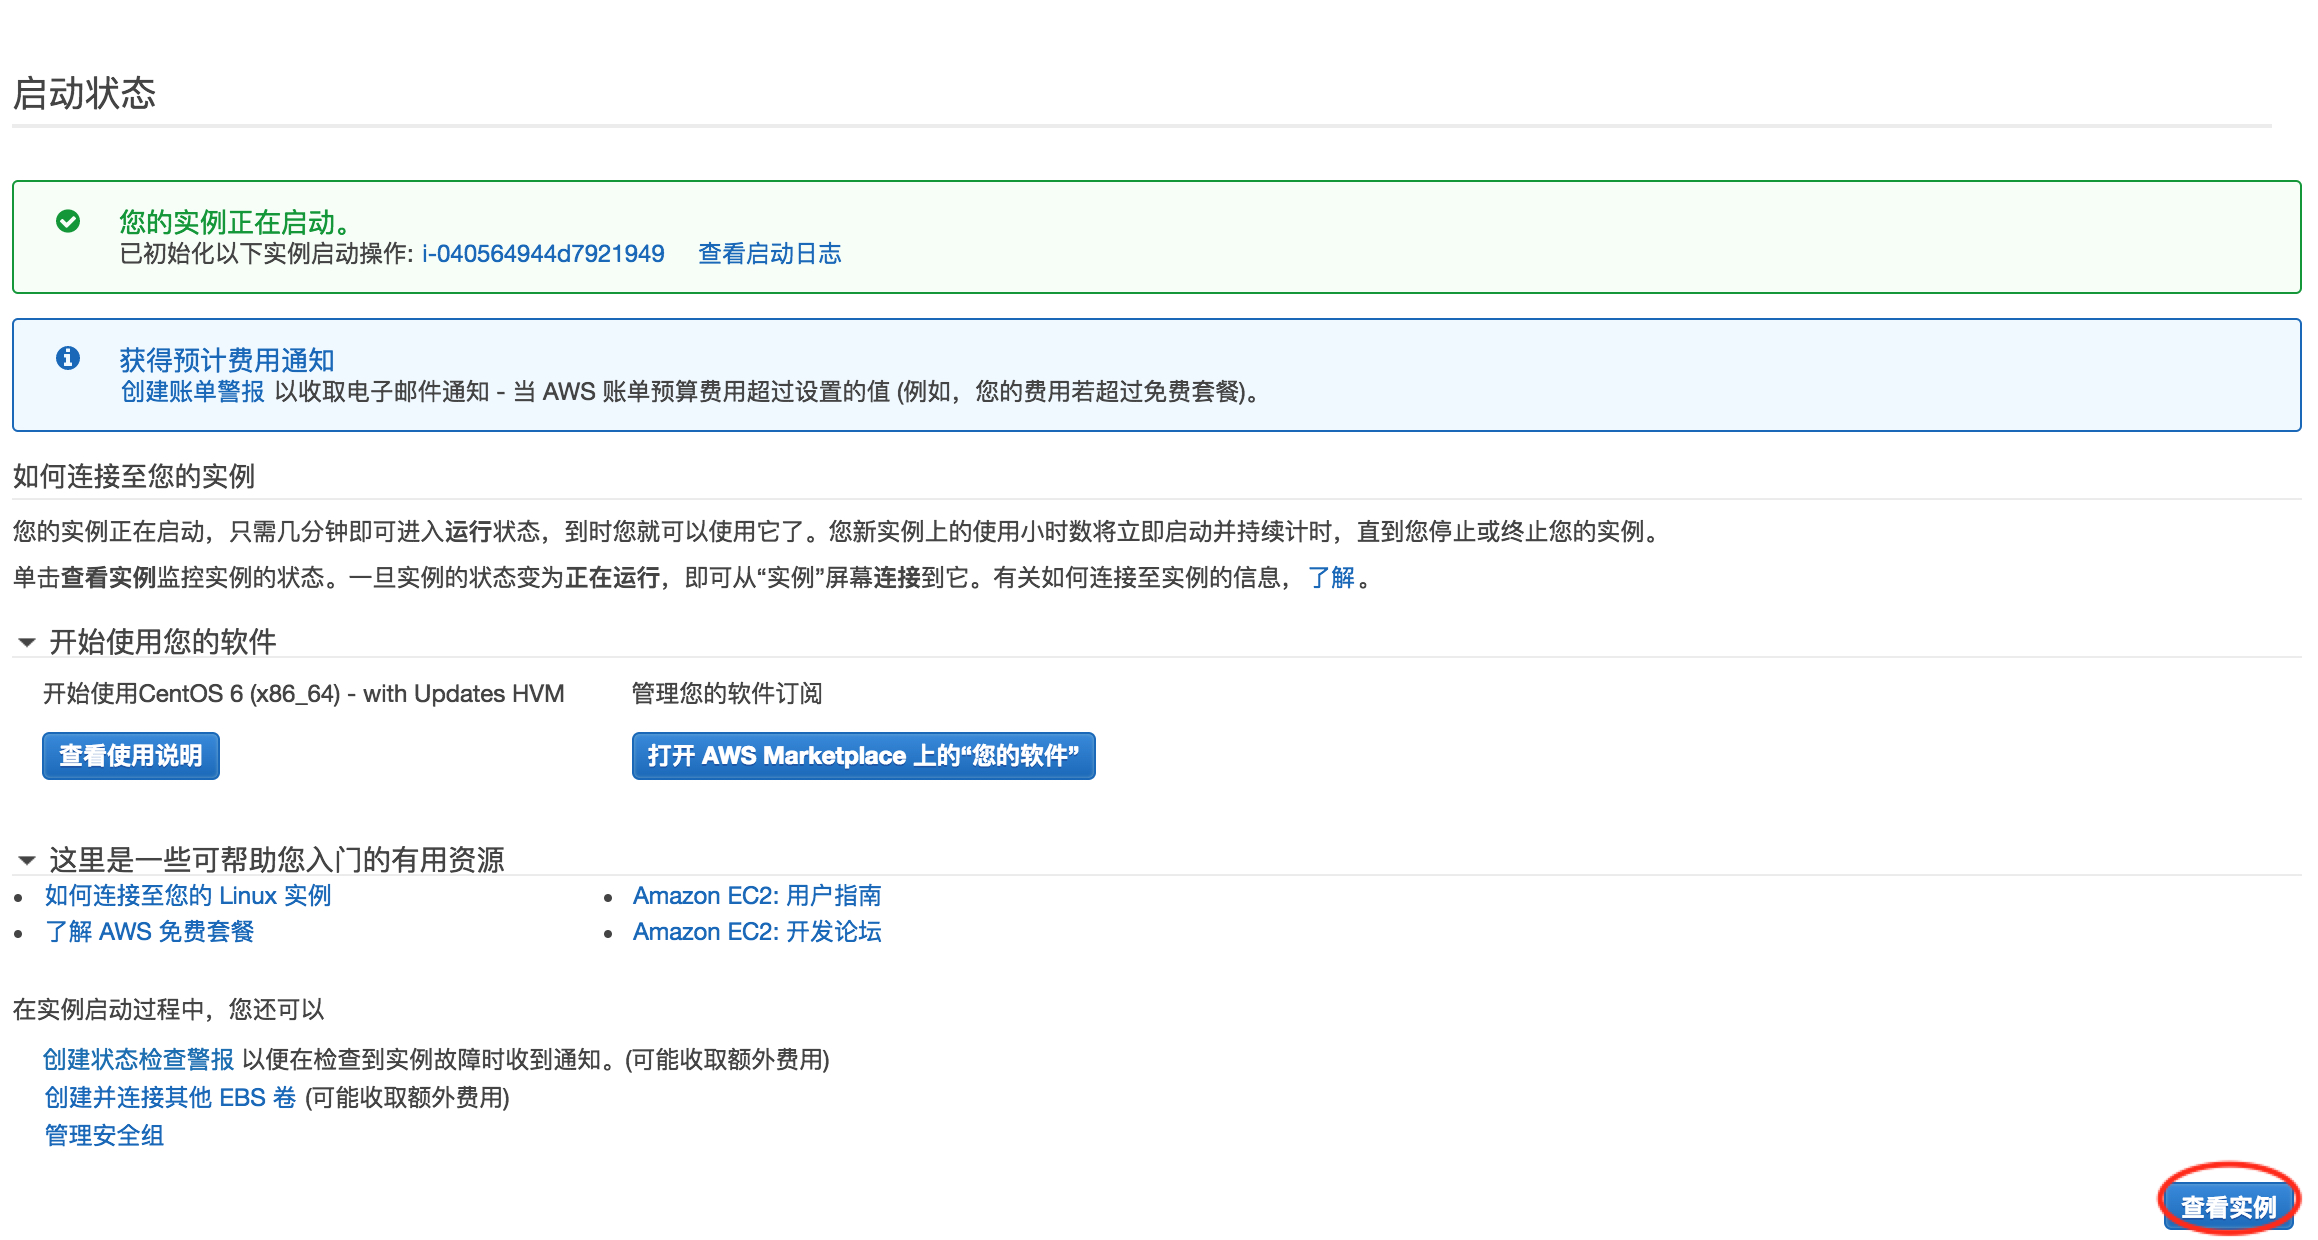 启动状态
您的实例正在启动。
已初始化以下实例启动操作: i-040564944d7921949 查看启动日志
获得预计费用通知
创建账单警报 以收取电子邮件通知 - 当 AWS 账单预算费用超过设置的值 (例如，您的费用若超过免费套餐)。
如何连接至您的实例
您的实例正在启动，只需几分钟即可进入运行状态，到时您就可以使用它了。您新实例上的使用小时数将立即启动并持续计时，直到您停止或终止您的实例。
单击查看实例监控实例的状态。一旦实例的状态变为正在运行，即可从“实例”屏幕连接到它。有关如何连接至实例的信息，了解。
开始使用您的软件
开始使用CentOS 6 (x86_64) - with Updates HVM 管理您的软件订阅
查看使用说明 打开 AWS Marketplace 上的“您的软件”
这里是一些可帮助您入门的有用资源
• 如何连接至您的 Linux 实例 • Amazon EC2: 用户指南
• 了解 AWS 免费套餐 • Amazon EC2: 开发论坛
在实例启动过程中，您还可以
创建状态检查警报 以便在检查到实例故障时收到通知。(可能收取额外费用)
创建并连接其他 EBS 卷 (可能收取额外费用)
管理安全组
查看实例